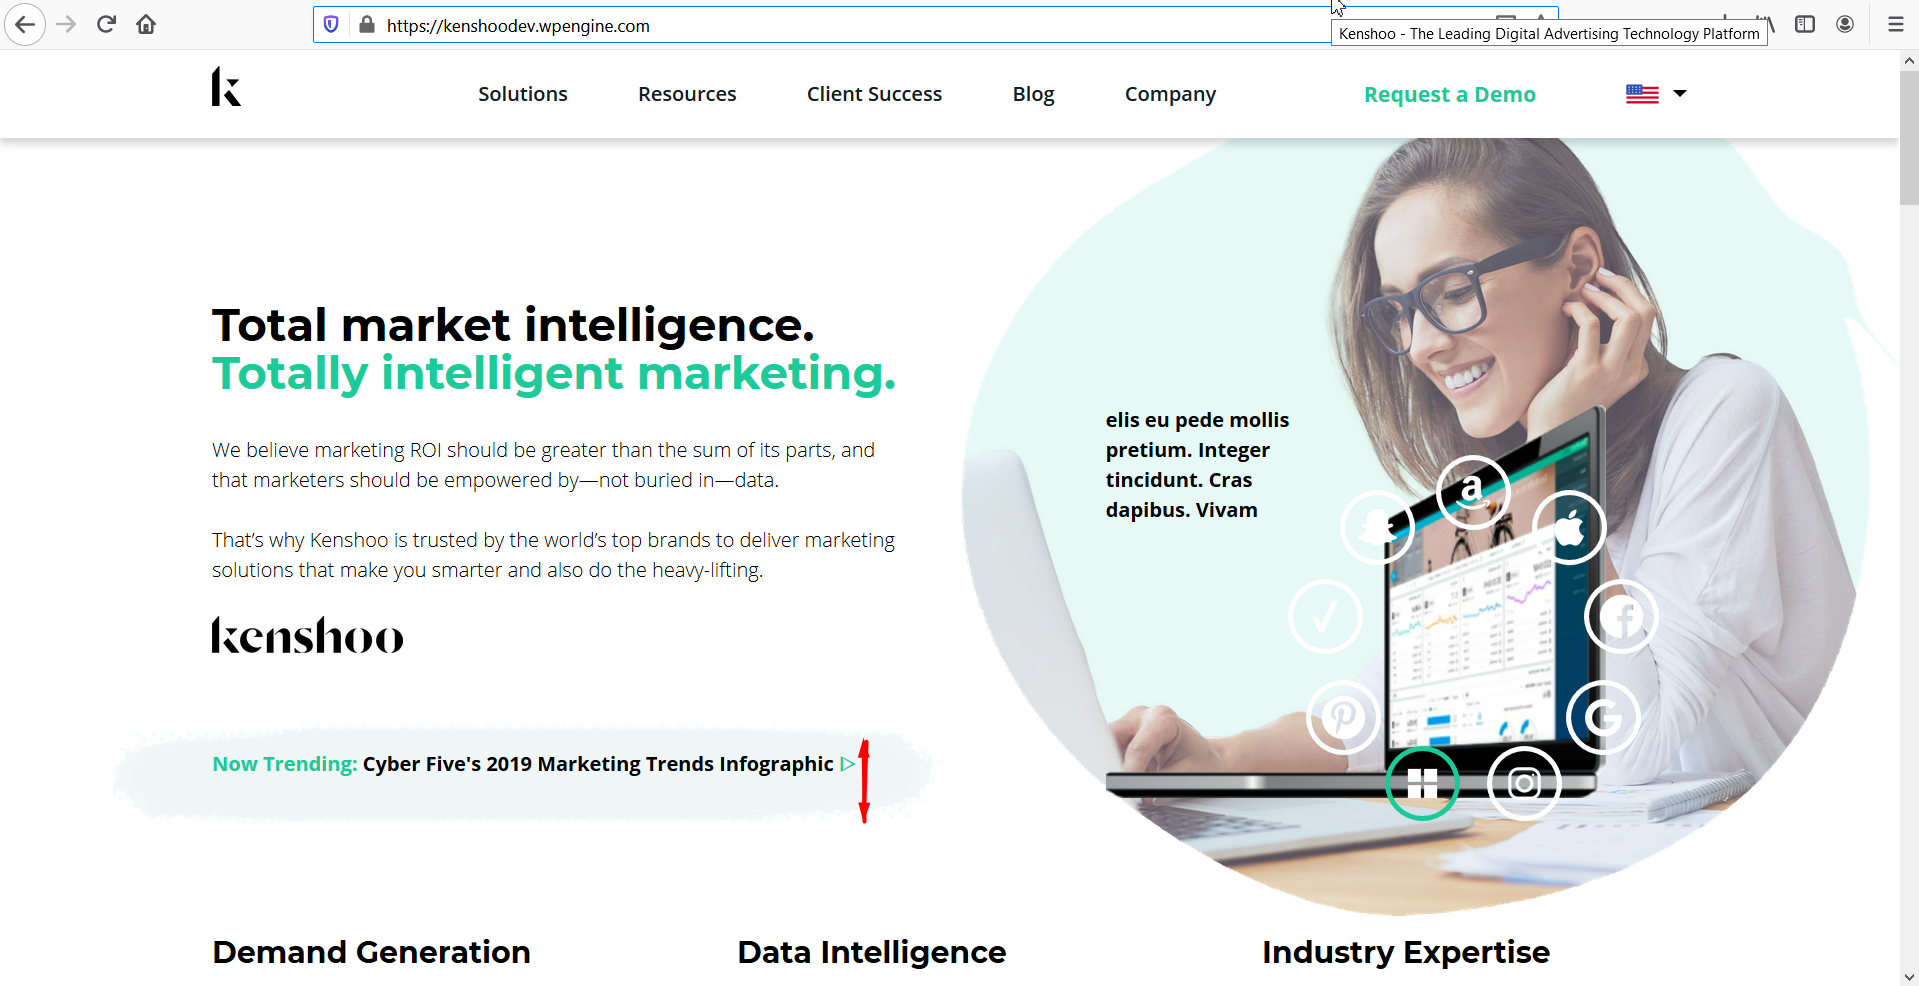 https://kenshoodev.wpengine.com
Kenshoo - The Leading Digital Advertising Technology Platform
k
Solutions
Resources
Client Success
Blog
Company
Request a Demo
Total market intelligence.
Totally intelligent marketing.
We believe marketing ROI should be greater than the sum of its parts, and
that marketers should be empowered by—not buried in—data.
That’s why Kenshoo is trusted by the world’s top brands to deliver marketing
solutions that make you smarter and also do the heavy-lifting.
kenshoo
Now Trending: Cyber Five's 2019 Marketing Trends Infographic
elis eu pede mollis
pretium. Integer
tincidunt. Cras
dapibus. Vivam
Demand Generation
Data Intelligence
Industry Expertise